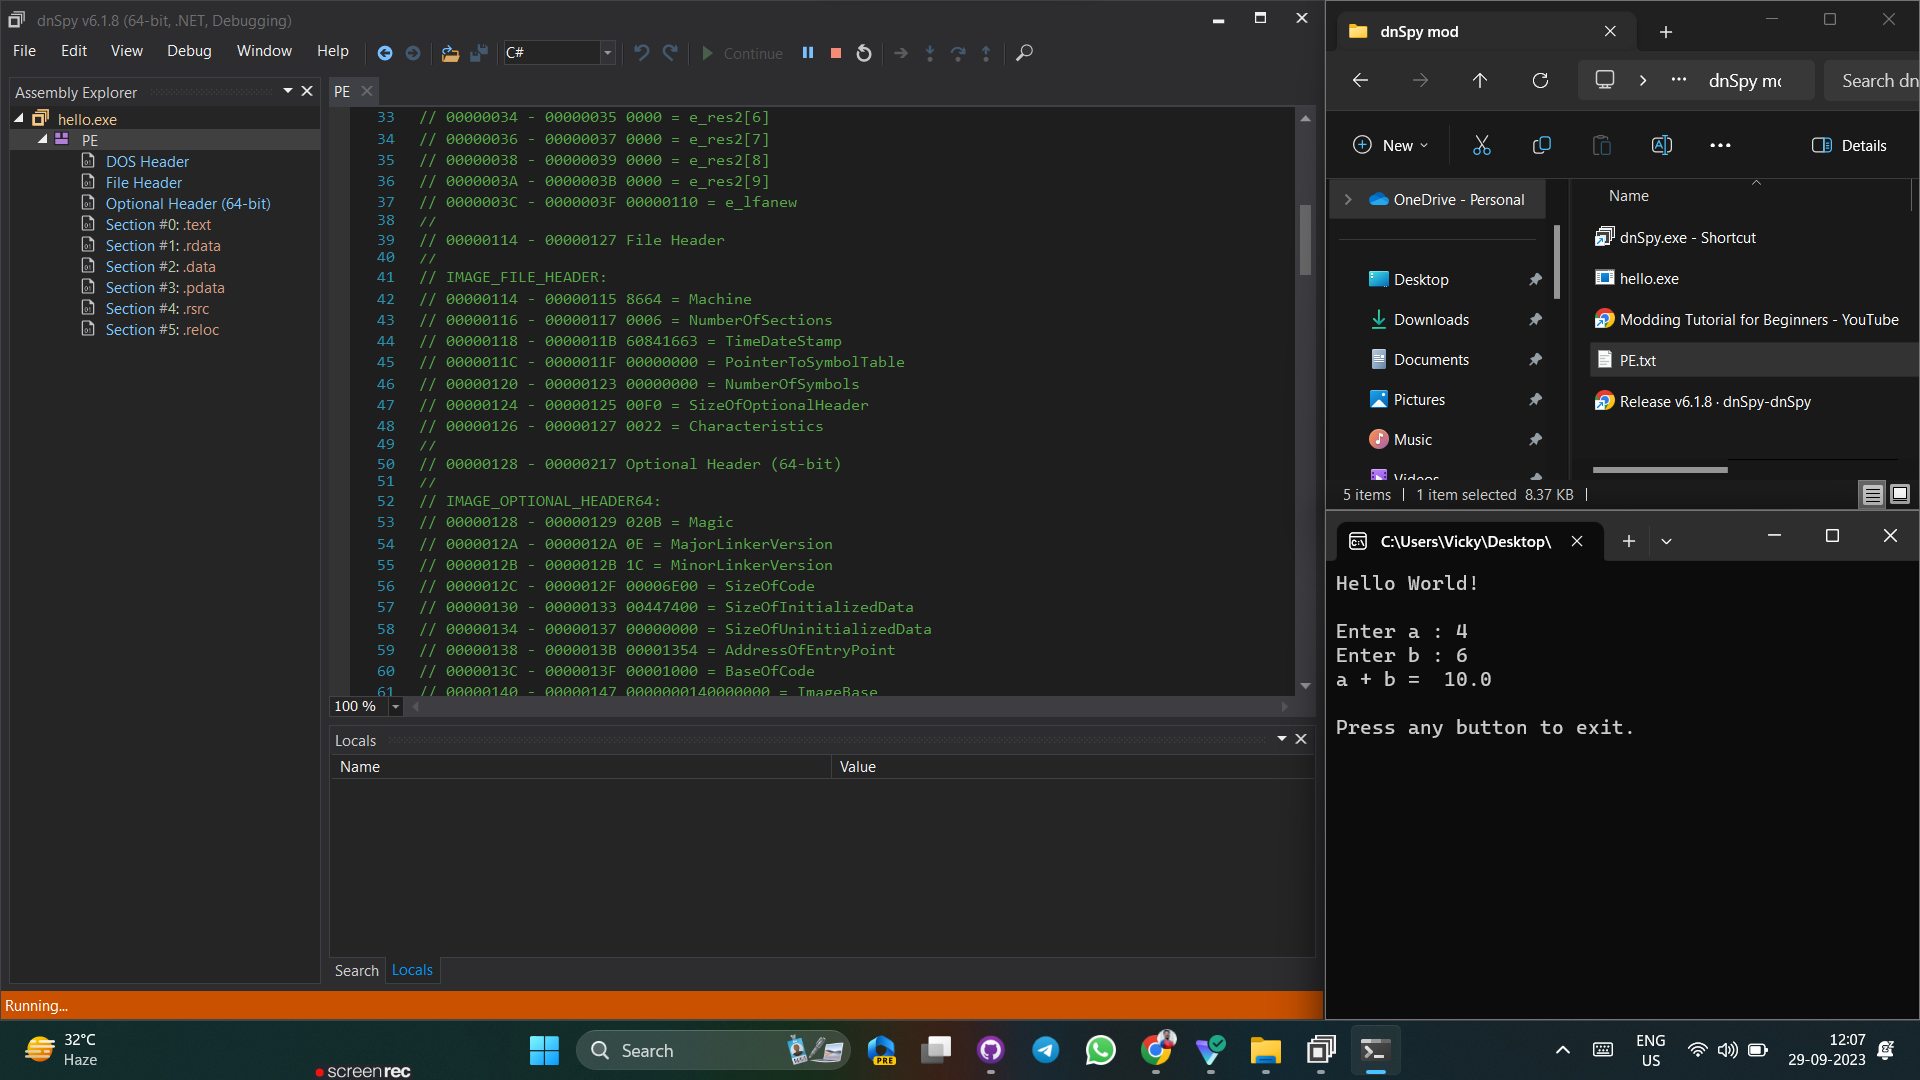 dnSpy v6.1.8 (64-bit, .NET, Debugging)
File Edit View Debug Window Help C# Continue
Assembly Explorer
hello.exe
PE
DOS Header
File Header
Optional Header (64-bit)
Section #0: .text
Section #1: .rdata
Section #2: .data
Section #3: .pdata
Section #4: .rsrc
Section #5: .reloc
PE
33 // 00000034 - 00000035 0000 = e_res2[6]
34 // 00000036 - 00000037 0000 = e_res2[7]
35 // 00000038 - 00000039 0000 = e_res2[8]
36 // 0000003A - 0000003B 0000 = e_res2[9]
37 // 0000003C - 0000003F 00000110 = e_lfanew
38 //
39 // 00000114 - 00000127 File Header
40 //
41 // IMAGE_FILE_HEADER:
42 // 00000114 - 00000115 8664 = Machine
43 // 00000116 - 00000117 0006 = NumberOfSections
44 // 00000118 - 0000011B 60841663 = TimeDateStamp
45 // 0000011C - 0000011F 00000000 = PointerToSymbolTable
46 // 00000120 - 00000123 00000000 = NumberOfSymbols
47 // 00000124 - 00000125 00F0 = SizeOfOptionalHeader
48 // 00000126 - 00000127 0022 = Characteristics
49 //
50 // 00000128 - 00000217 Optional Header (64-bit)
51 //
52 // IMAGE_OPTIONAL_HEADER64:
53 // 00000128 - 00000129 020B = Magic
54 // 0000012A - 0000012A 0E = MajorLinkerVersion
55 // 0000012B - 0000012B 1C = MinorLinkerVersion
56 // 0000012C - 0000012F 00006E00 = SizeOfCode
57 // 00000130 - 00000133 00447400 = SizeOfInitializedData
58 // 00000134 - 00000137 00000000 = SizeOfUninitializedData
59 // 00000138 - 0000013B 00001354 = AddressOfEntryPoint
60 // 0000013C - 0000013F 00001000 = BaseOfCode
61 // 00000140 - 00000147 0000000140000000 = ImageBase
100 %
Locals
Name Value
Search Locals
Running...
dnSpy mod
dnSpy mo Search dn
New Details
OneDrive - Personal
Desktop
Downloads
Documents
Pictures
Music
Videos
Name
dnSpy.exe - Shortcut
hello.exe
Modding Tutorial for Beginners - YouTube
PE.txt
Release v6.1.8 · dnSpy-dnSpy
5 items 1 item selected 8.37 KB
C:\Users\Vicky\Desktop\
Hello World!
Enter a : 4
Enter b : 6
a + b =  10.0
Press any button to exit.
32°C
Haze
screenrec
Search
PRE
ENG
US
12:07
29-09-2023